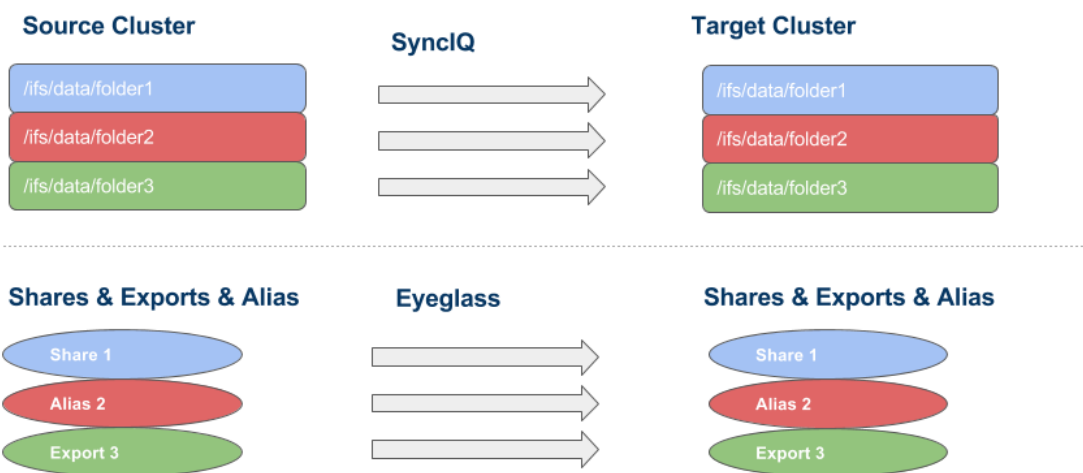 Source Cluster
SyncIQ
Target Cluster
/ifs/data/folder1
/ifs/data/folder1
/ifs/data/folder2
/ifs/data/folder2
/ifs/data/folder3
/ifs/data/folder3
Shares & Exports & Alias
Eyeglass
Shares & Exports & Alias
Share 1
Share 1
Alias 2
Alias 2
Export 3
Export 3